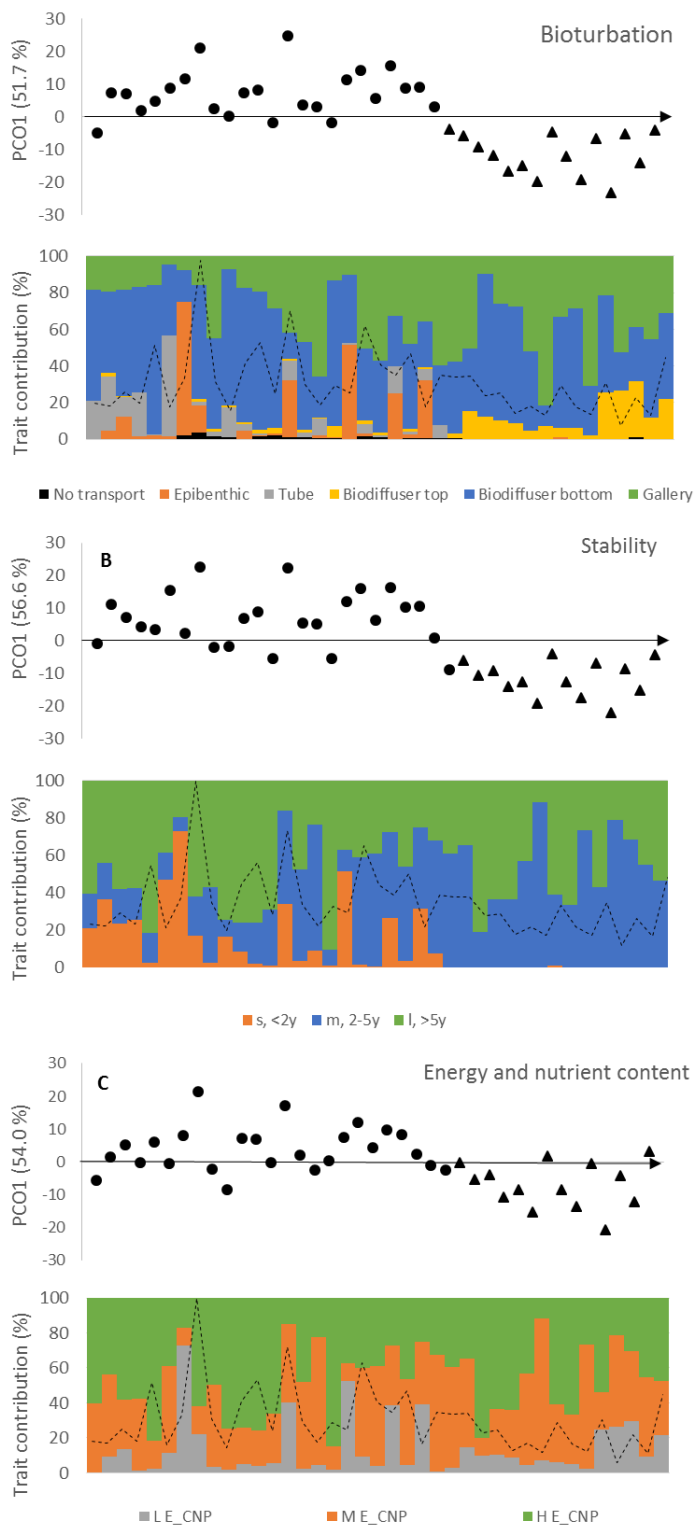 Bioturbation
PCO1 (51.7 %)
30
20
10
0
-10
-20
-30
Trait contribution (%)
100
80
60
40
20
0
No transport Epibenthic Tube Biodiffuser top Biodiffuser bottom Gallery
B
Stability
PCO1 (56.6 %)
30
20
10
0
-10
-20
-30
Trait contribution (%)
100
80
60
40
20
0
s, <2y m, 2-5y l, >5y
C
Energy and nutrient content
PCO1 (54.0 %)
30
20
10
0
-10
-20
-30
Trait contribution (%)
100
80
60
40
20
0
L E_CNP M E_CNP H E_CNP